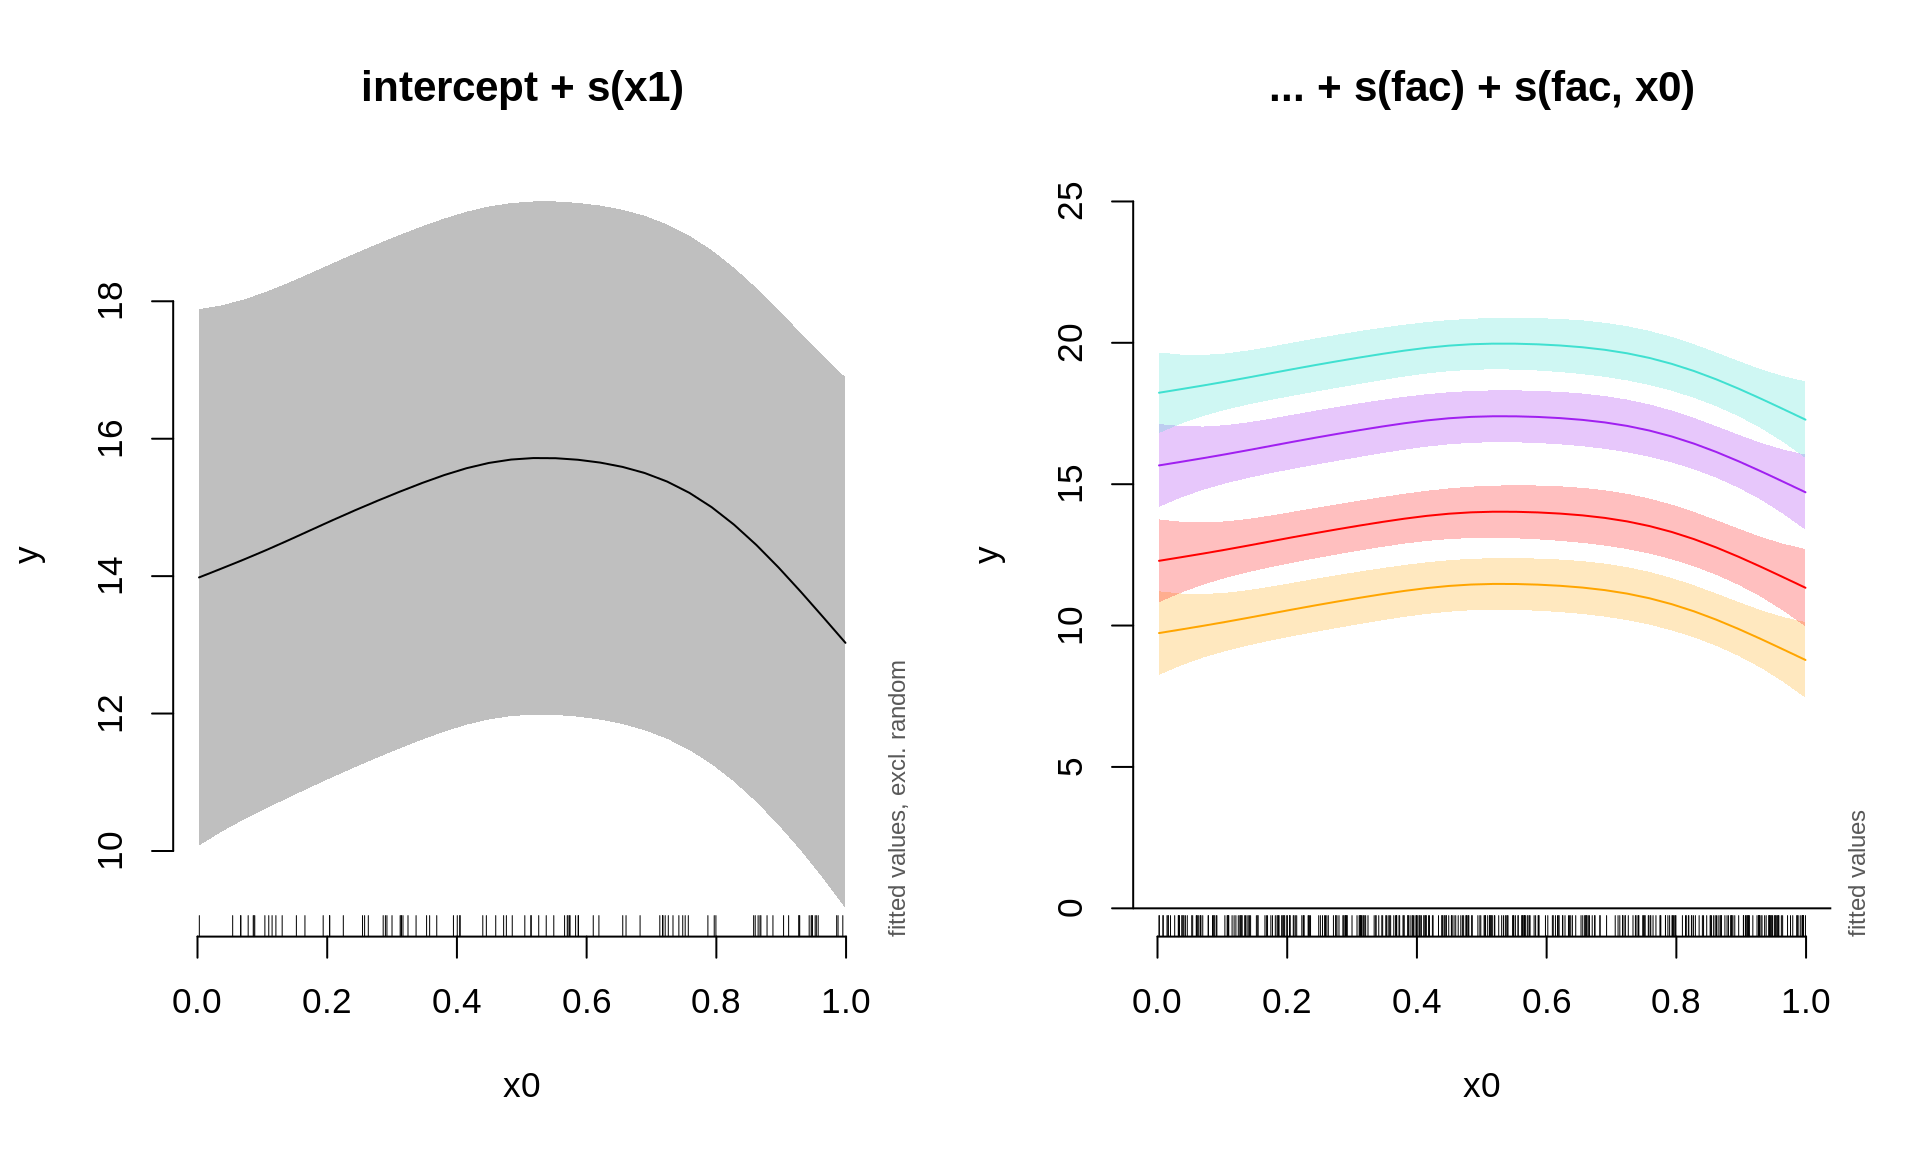 intercept + s(x1)
y
18
16
14
12
10
0.0 0.2 0.4 0.6 0.8 1.0
x0
fitted values, excl. random
... + s(fac) + s(fac, x0)
y
25
20
15
10
5
0
0.0 0.2 0.4 0.6 0.8 1.0
x0
fitted values